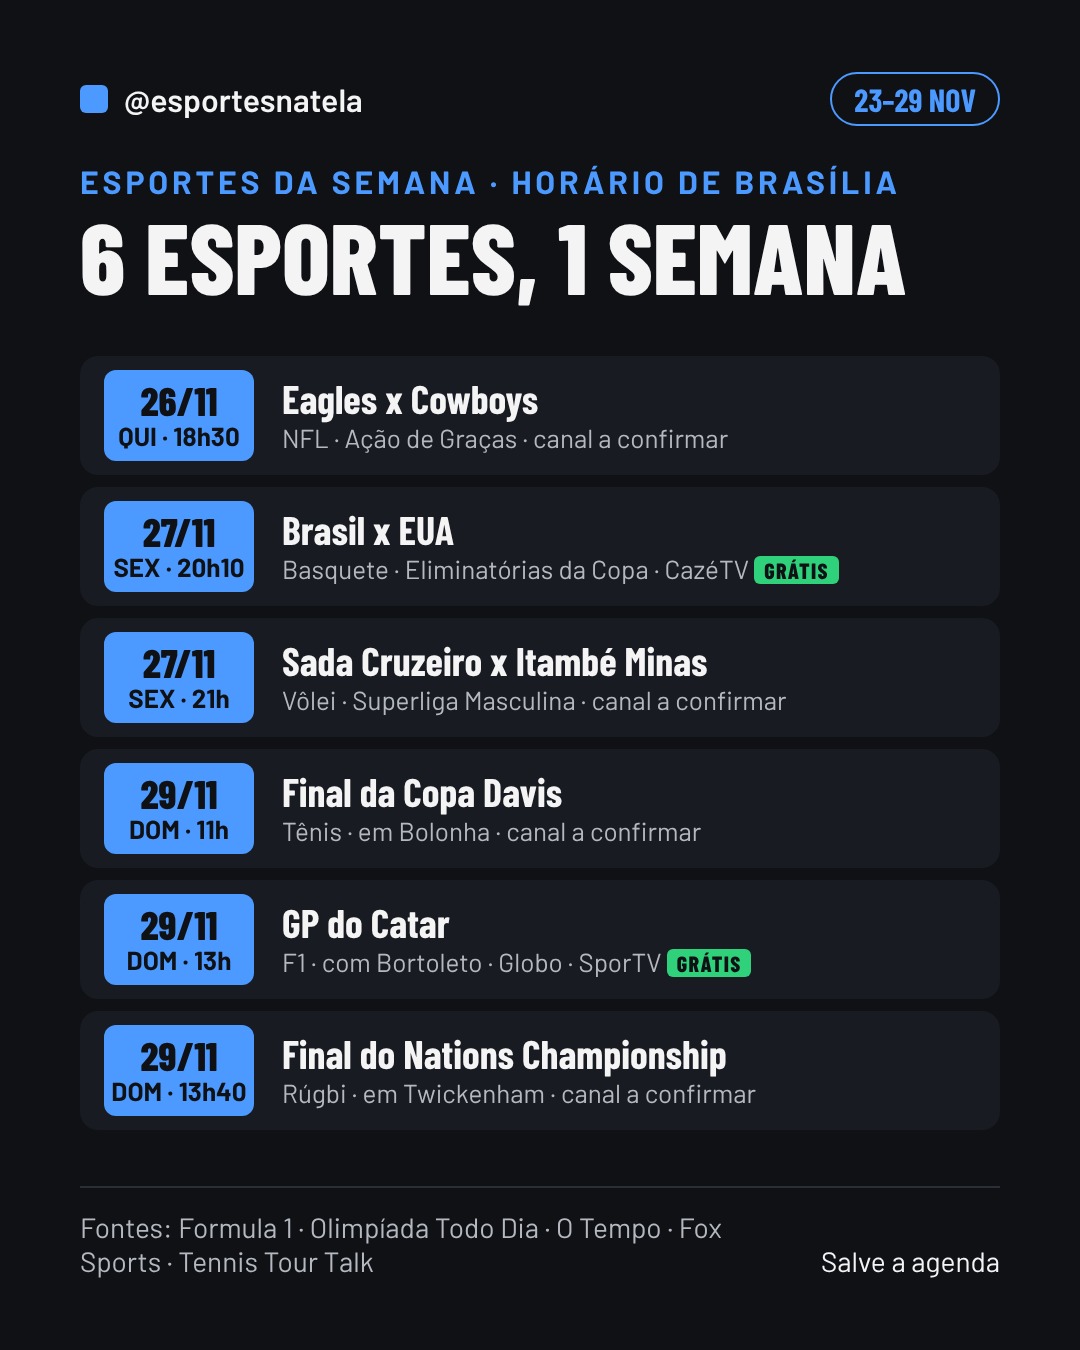 @esportesnatela
23–29 NOV
ESPORTES DA SEMANA · HORÁRIO DE BRASÍLIA
6 ESPORTES, 1 SEMANA
26/11
QUI · 18h30
Eagles x Cowboys
NFL · Ação de Graças · canal a confirmar
27/11
SEX · 20h10
Brasil x EUA
Basquete · Eliminatórias da Copa · CazéTV GRÁTIS
27/11
SEX · 21h
Sada Cruzeiro x Itambé Minas
Vôlei · Superliga Masculina · canal a confirmar
29/11
DOM · 11h
Final da Copa Davis
Tênis · em Bolonha · canal a confirmar
29/11
DOM · 13h
GP do Catar
F1 · com Bortoleto · Globo · SporTV GRÁTIS
29/11
DOM · 13h40
Final do Nations Championship
Rúgbi · em Twickenham · canal a confirmar
Fontes: Formula 1 · Olimpíada Todo Dia · O Tempo · Fox
Sports · Tennis Tour Talk
Salve a agenda